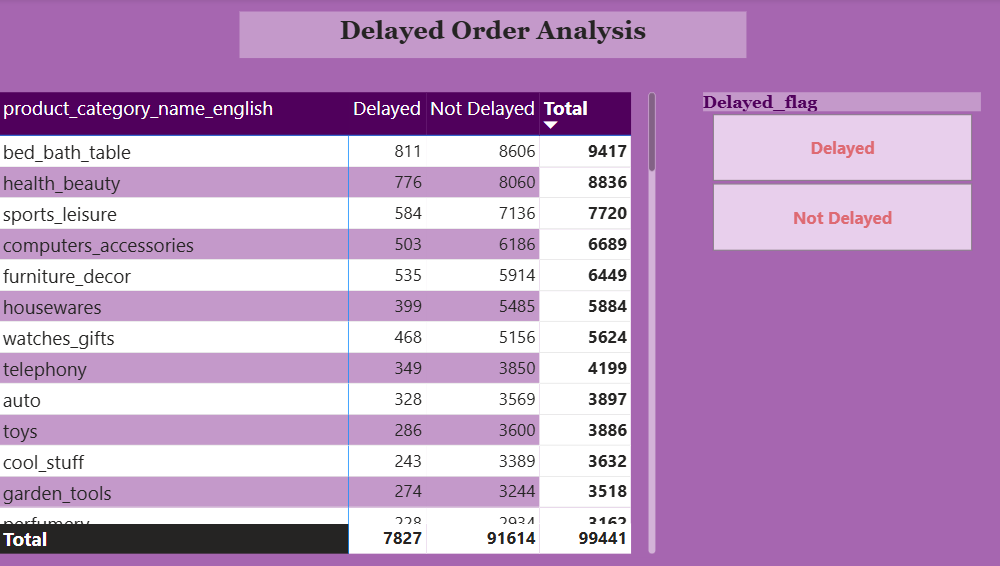 Delayed Order Analysis
product_category_name_english Delayed Not Delayed Total
bed_bath_table 811 8606 9417
health_beauty 776 8060 8836
sports_leisure 584 7136 7720
computers_accessories 503 6186 6689
furniture_decor 535 5914 6449
housewares 399 5485 5884
watches_gifts 468 5156 5624
telephony 349 3850 4199
auto 328 3569 3897
toys 286 3600 3886
cool_stuff 243 3389 3632
garden_tools 274 3244 3518
perfumery 228 2934 3162
Total 7827 91614 99441
Delayed_flag
Delayed
Not Delayed